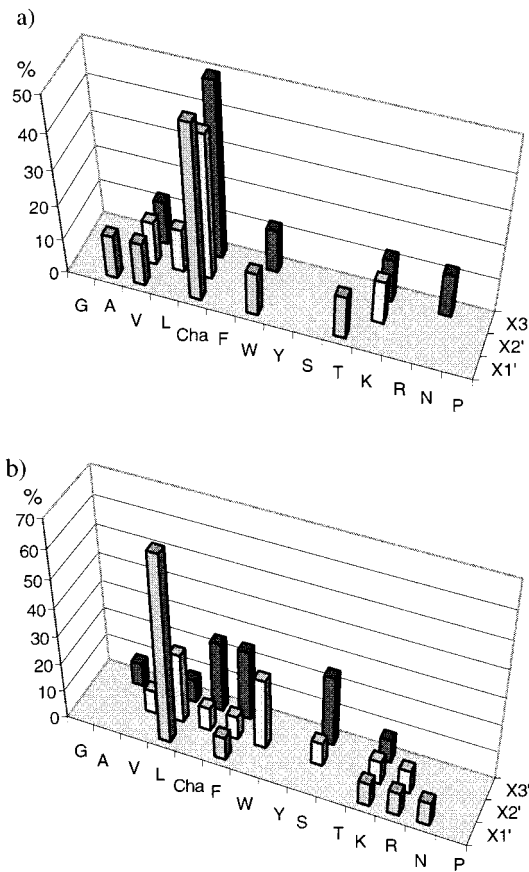 a)
%
50
40
30
20
10
0
G A V L Cha F W Y S T K R N P
X3
X2'
X1'
b)
%
70
60
50
40
30
20
10
0
G A V L Cha F W Y S T K R N P
X3'
X2'
X1'